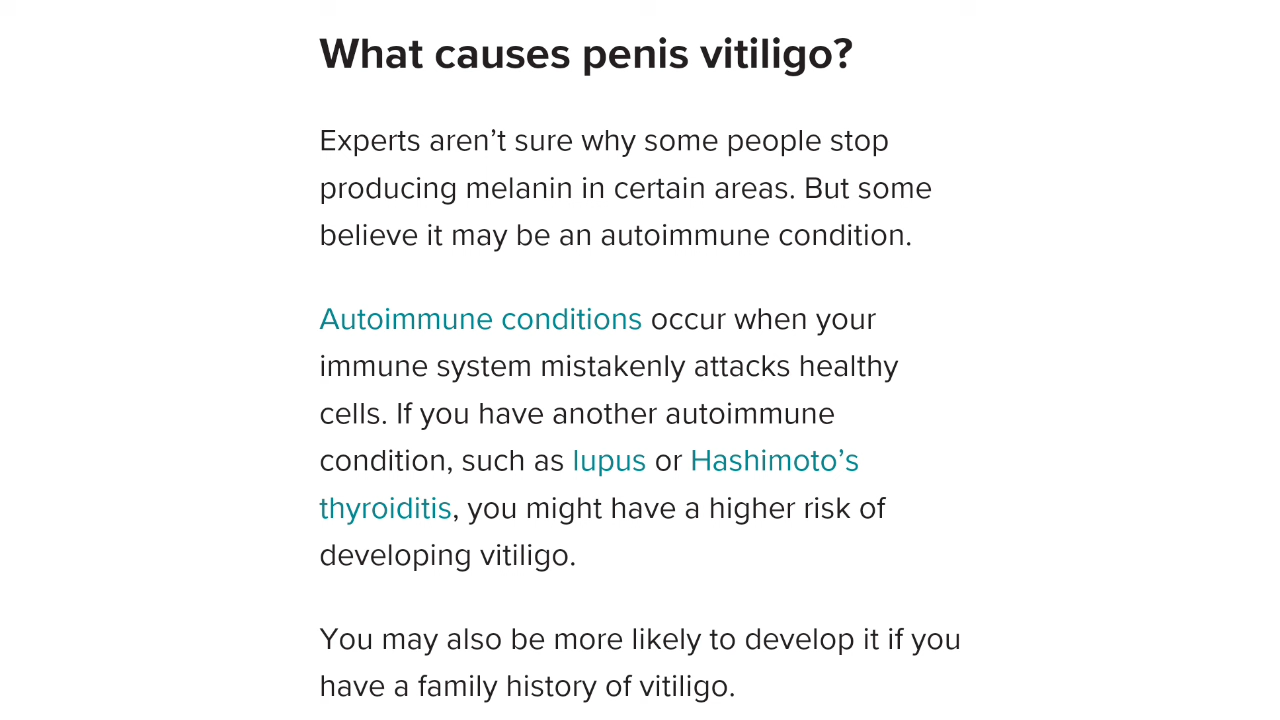 What causes penis vitiligo?
Experts aren’t sure why some people stop
producing melanin in certain areas. But some
believe it may be an autoimmune condition.
Autoimmune conditions occur when your
immune system mistakenly attacks healthy
cells. If you have another autoimmune
condition, such as lupus or Hashimoto’s
thyroiditis, you might have a higher risk of
developing vitiligo.
You may also be more likely to develop it if you
have a family history of vitiligo.